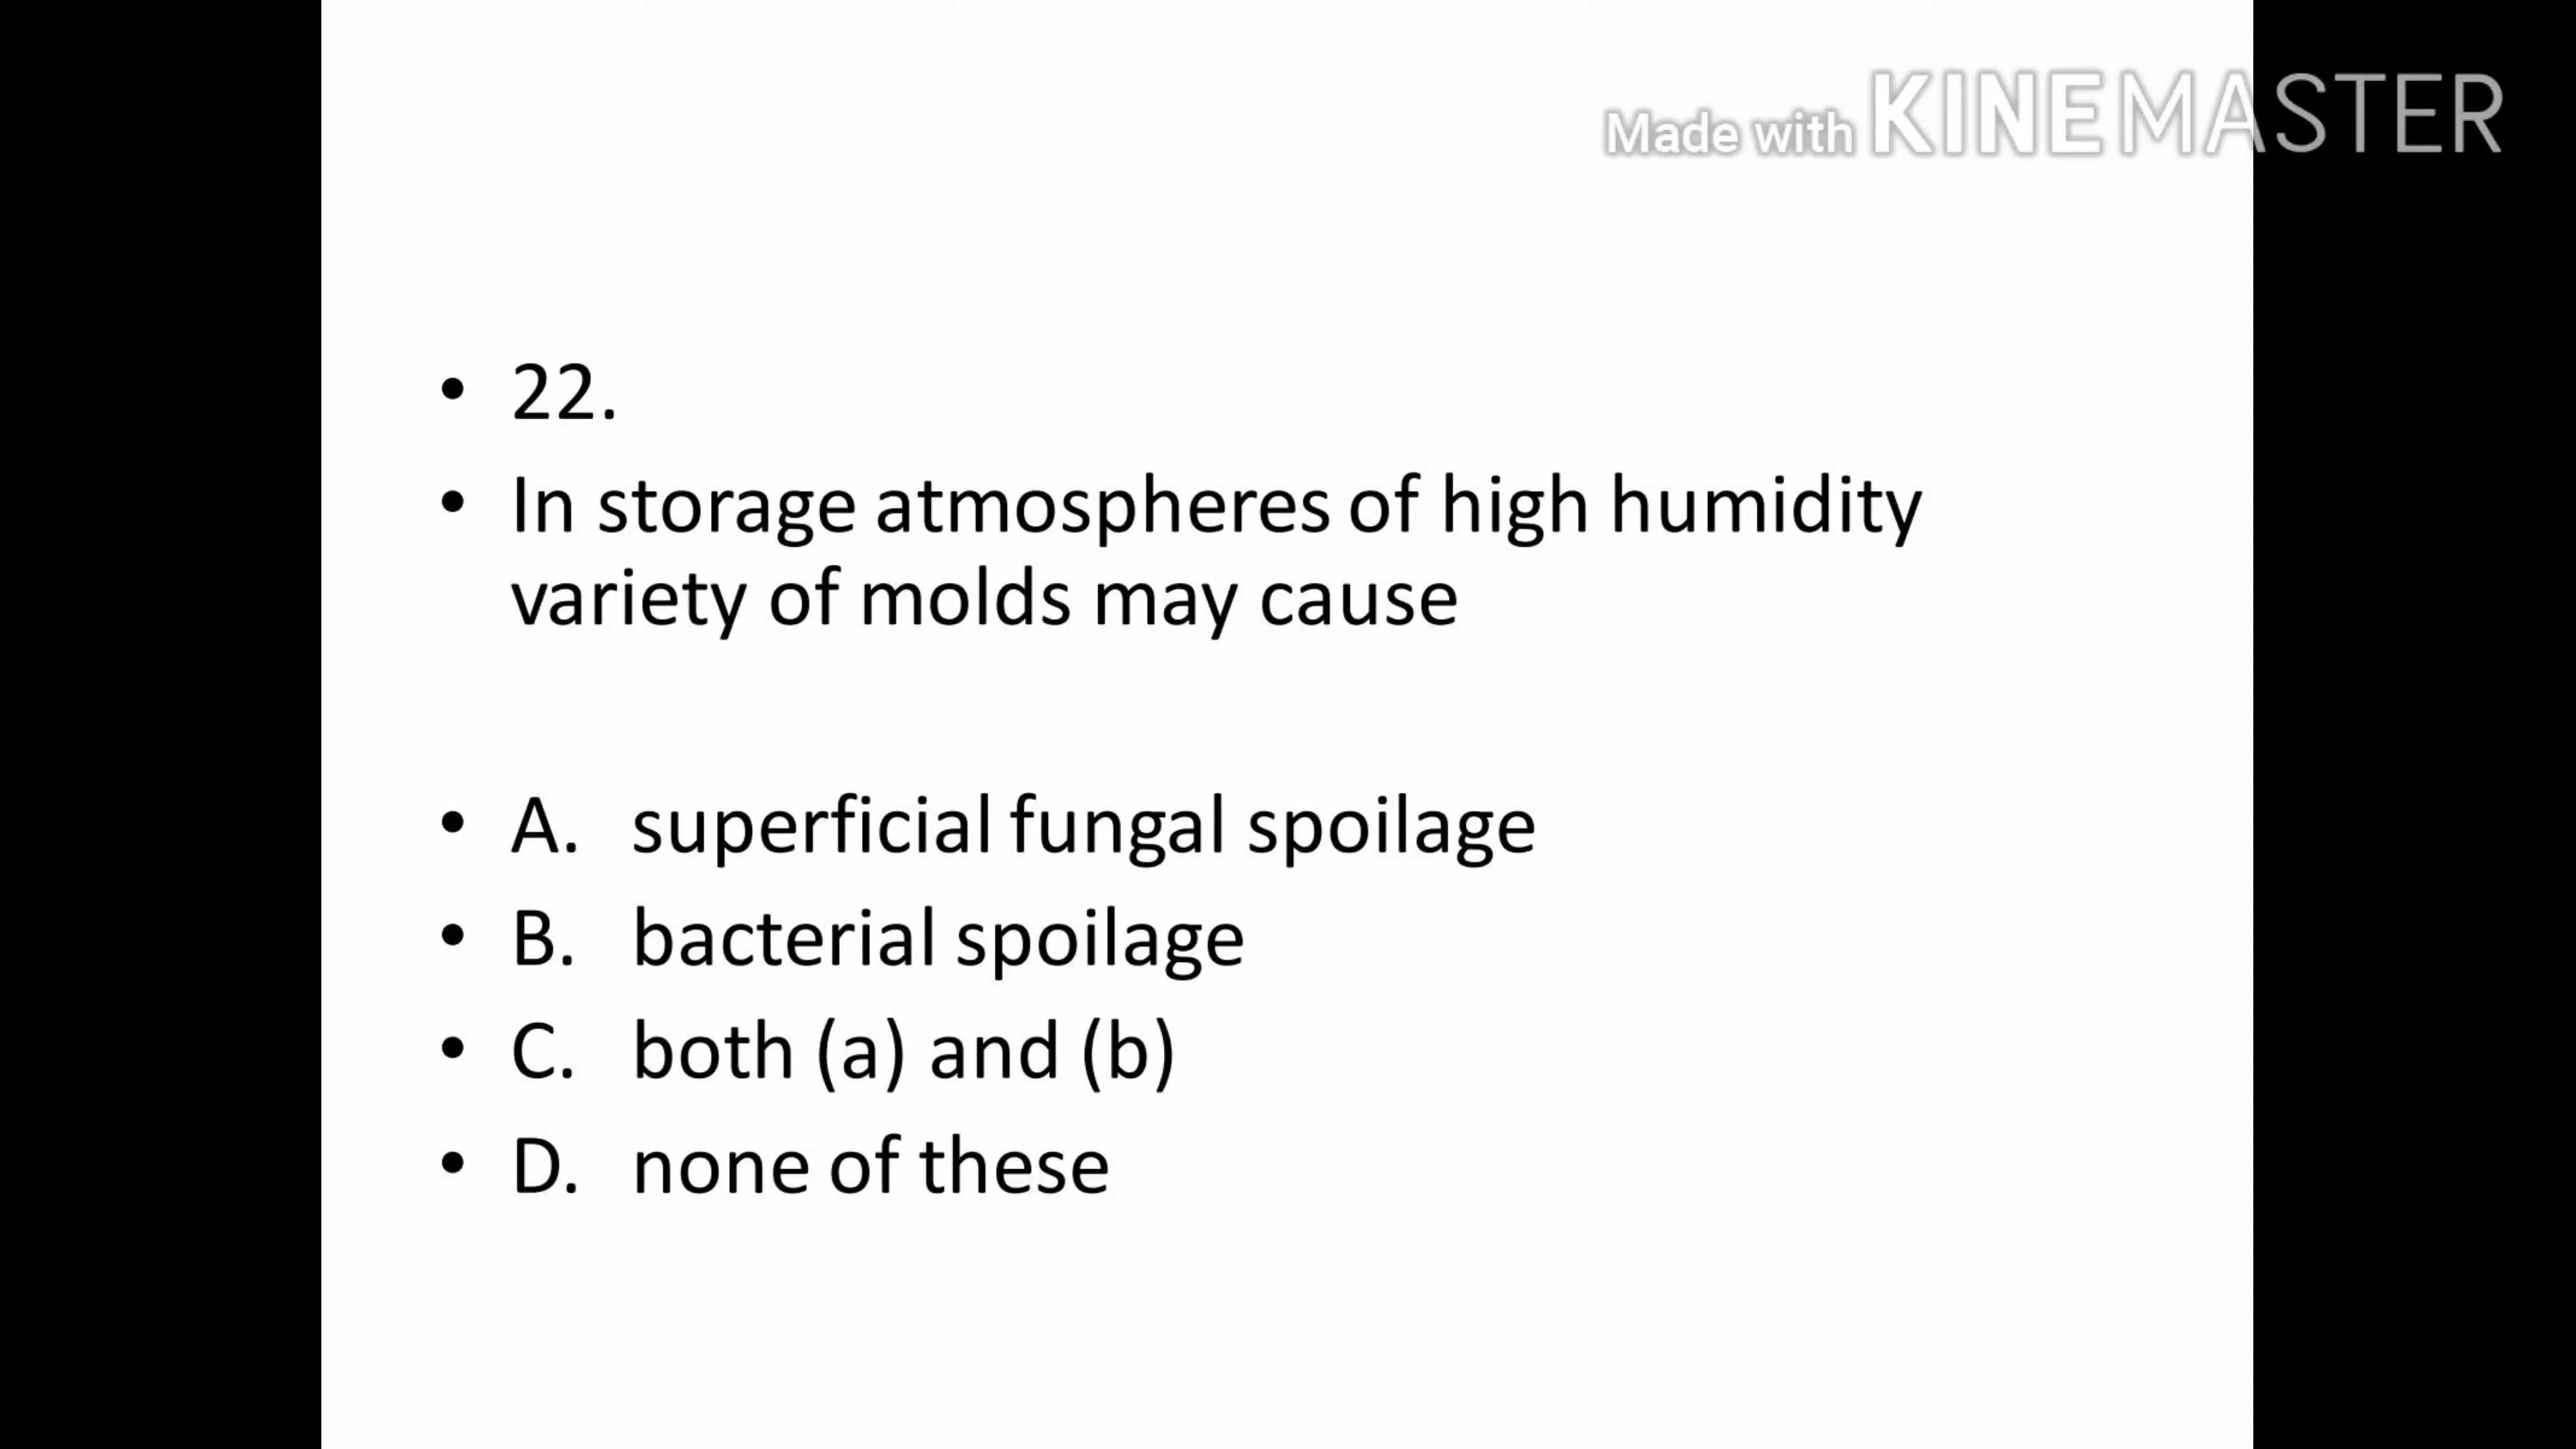 Made with KINEMASTER
• 22.
• In storage atmospheres of high humidity
variety of molds may cause
• A. superficial fungal spoilage
• B. bacterial spoilage
• C. both (a) and (b)
• D. none of these